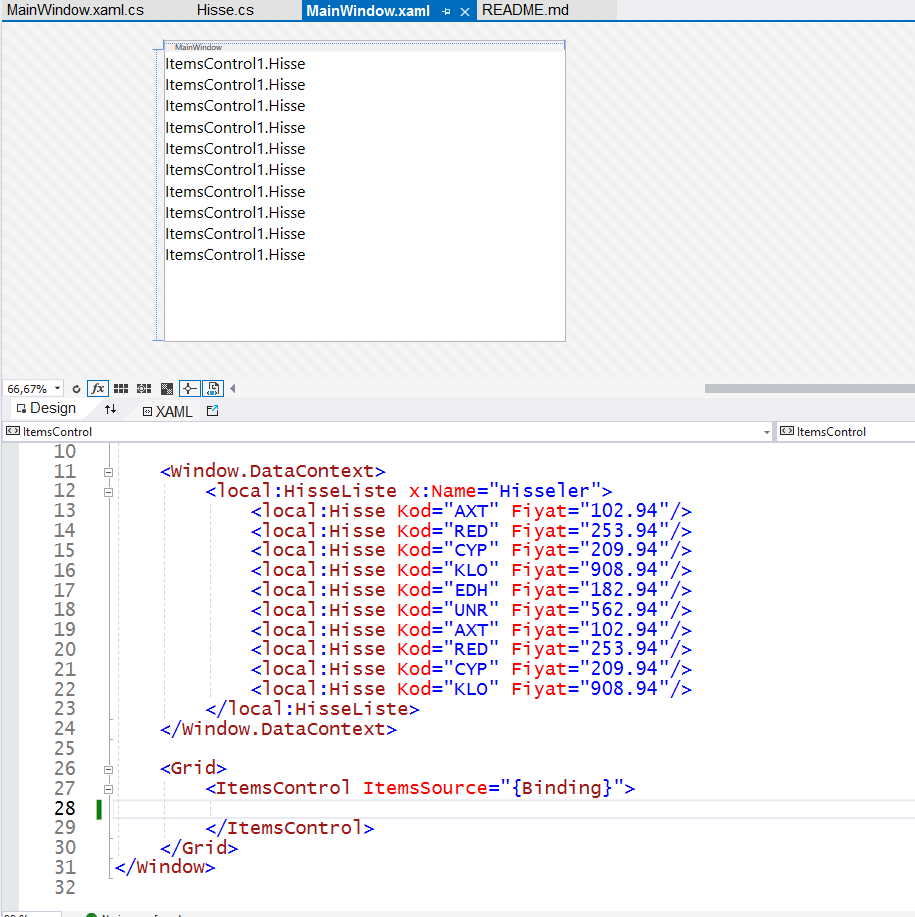 MainWindow.xaml.cs Hisse.cs MainWindow.xaml README.md
MainWindow
ItemsControl1.Hisse
ItemsControl1.Hisse
ItemsControl1.Hisse
ItemsControl1.Hisse
ItemsControl1.Hisse
ItemsControl1.Hisse
ItemsControl1.Hisse
ItemsControl1.Hisse
ItemsControl1.Hisse
ItemsControl1.Hisse
66,67% fx
Design XAML
ItemsControl ItemsControl
10
11 <Window.DataContext>
12 <local:HisseListe x:Name="Hisseler">
13 <local:Hisse Kod="AXT" Fiyat="102.94"/>
14 <local:Hisse Kod="RED" Fiyat="253.94"/>
15 <local:Hisse Kod="CYP" Fiyat="209.94"/>
16 <local:Hisse Kod="KLO" Fiyat="908.94"/>
17 <local:Hisse Kod="EDH" Fiyat="182.94"/>
18 <local:Hisse Kod="UNR" Fiyat="562.94"/>
19 <local:Hisse Kod="AXT" Fiyat="102.94"/>
20 <local:Hisse Kod="RED" Fiyat="253.94"/>
21 <local:Hisse Kod="CYP" Fiyat="209.94"/>
22 <local:Hisse Kod="KLO" Fiyat="908.94"/>
23 </local:HisseListe>
24 </Window.DataContext>
25
26 <Grid>
27 <ItemsControl ItemsSource="{Binding}">
28
29 </ItemsControl>
30 </Grid>
31 </Window>
32